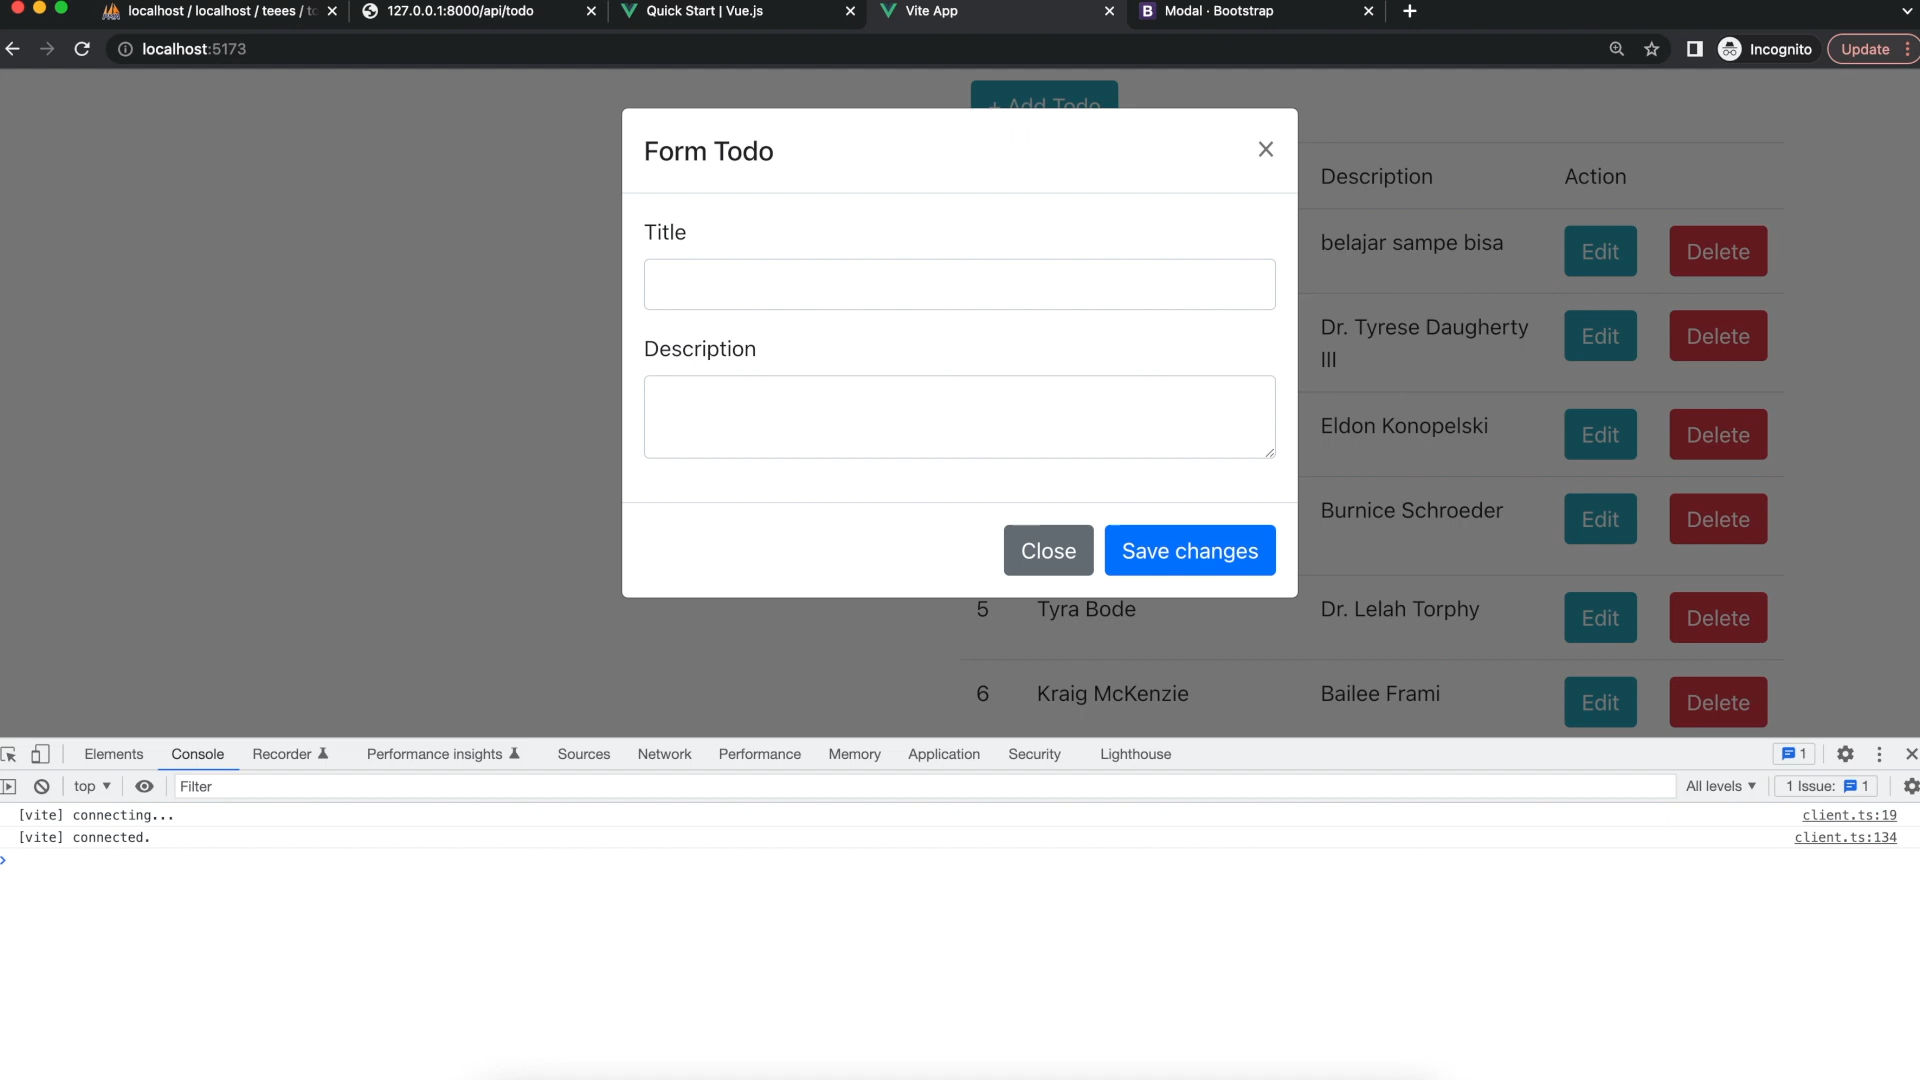 localhost / localhost / teees / to
127.0.0.1:8000/api/todo
Quick Start | Vue.js
Vite App
B
Modal · Bootstrap
localhost:5173
Incognito
Update
+ Add Todo
Form Todo
Title
Description
Close
Save changes
Description Action
belajar sampe bisa Edit Delete
Dr. Tyrese Daugherty
III
Edit Delete
Eldon Konopelski Edit Delete
Burnice Schroeder Edit Delete
5 Tyra Bode Dr. Lelah Torphy Edit Delete
6 Kraig McKenzie Bailee Frami Edit Delete
Elements Console Recorder Performance insights Sources Network Performance Memory Application Security Lighthouse 1
top Filter All levels 1 Issue: 1
[vite] connecting... client.ts:19
[vite] connected. client.ts:134